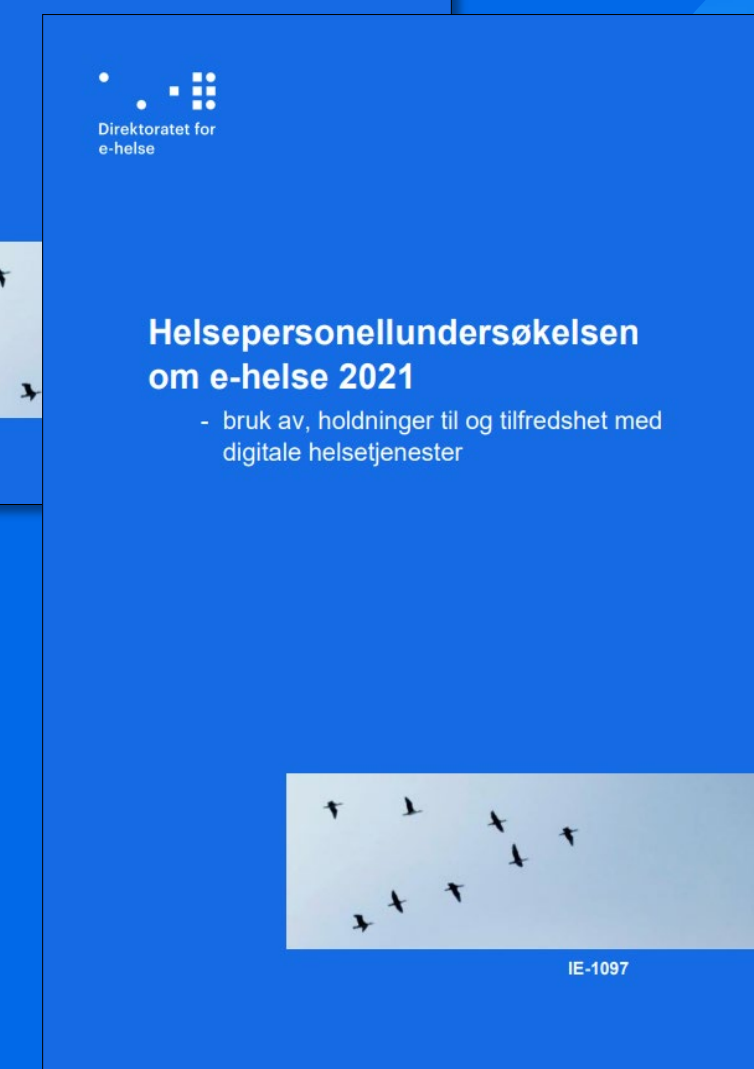 Direktoratet for
e-helse
Helsepersonellundersøkelsen
om e-helse 2021
- bruk av, holdninger til og tilfredshet med
digitale helsetjenester
IE-1097